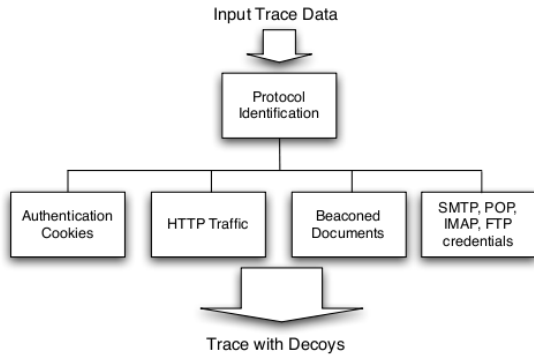 Input Trace Data
Protocol
Identification
Authentication
Cookies
HTTP Traffic
Beaconed
Documents
SMTP, POP,
IMAP, FTP
credentials
Trace with Decoys